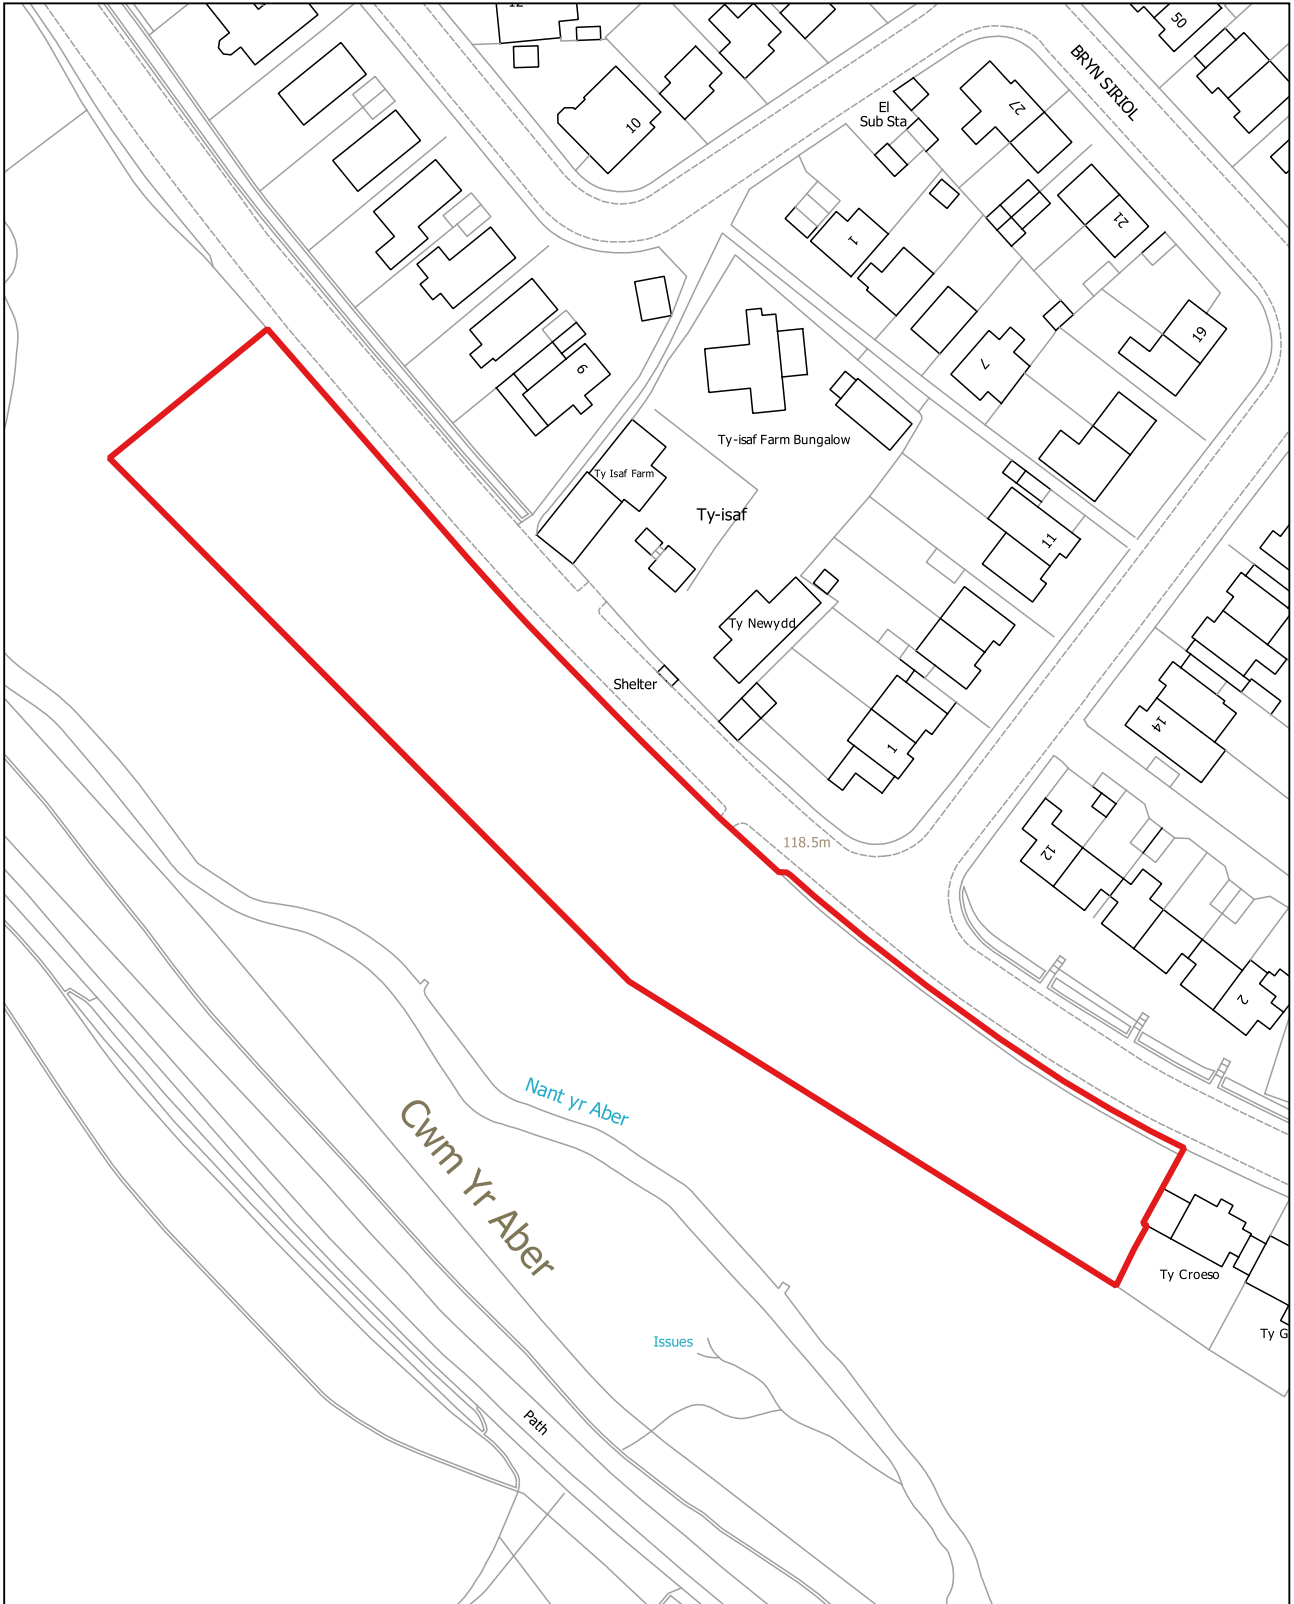 12
50
BRYN SIRIOL
El
Sub Sta
27
10
21
1
19
7
6
Ty-isaf Farm Bungalow
Ty Isaf Farm
Ty-isaf
11
Ty Newydd
Shelter
14
1
118.5m
12
2
Nant yr Aber
Cwm Yr Aber
Ty Croeso
Issues
Ty G
Path